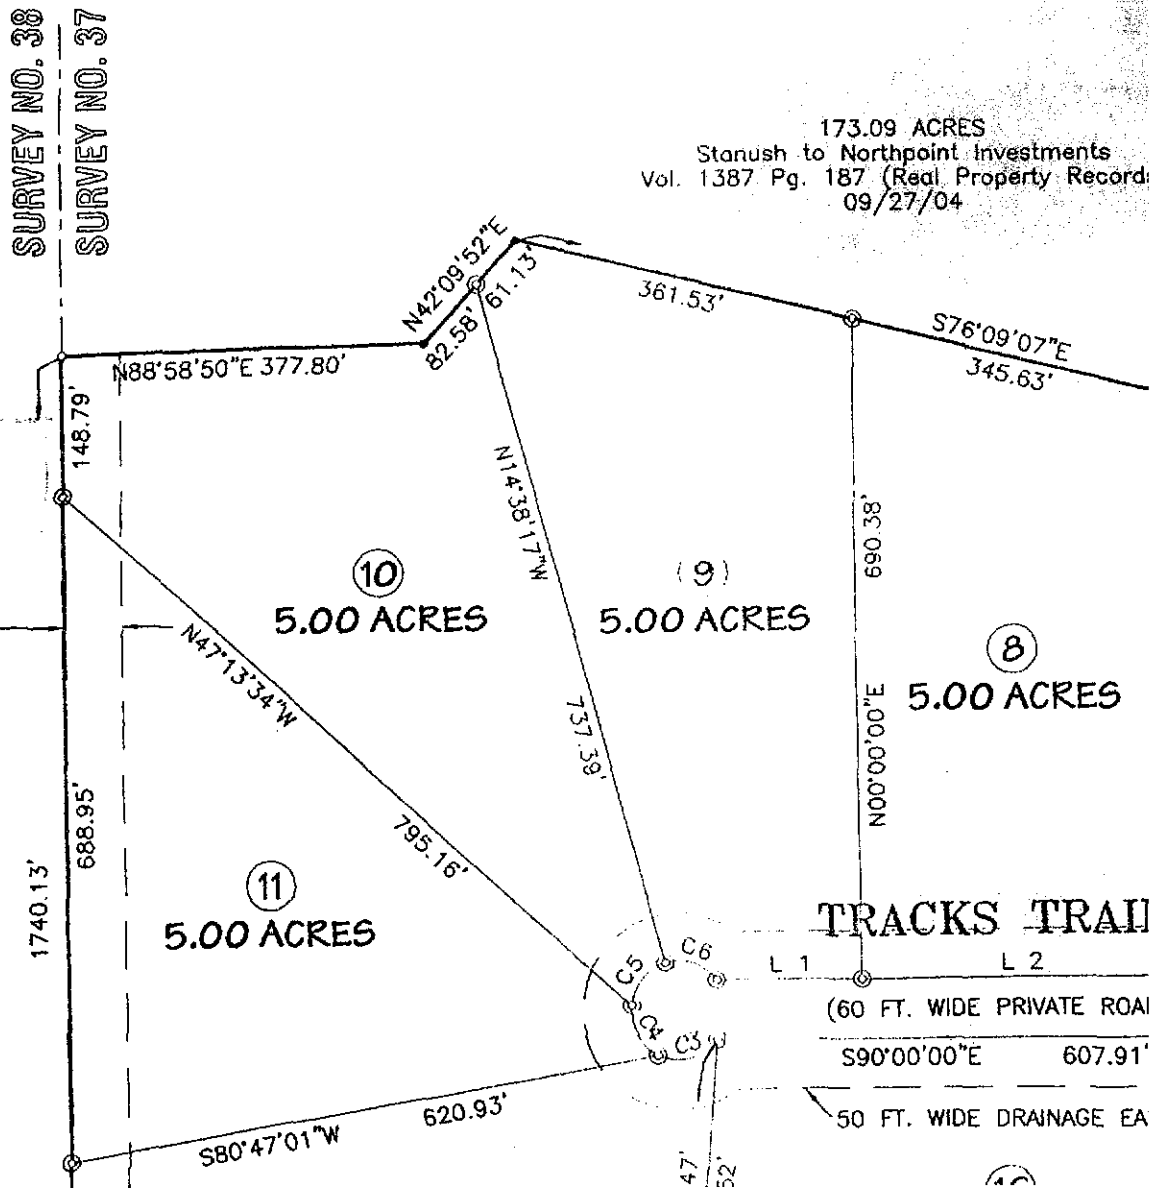 SURVEY NO. 38
SURVEY NO. 37
173.09 ACRES
Stanush to Northpoint Investments
Vol. 1387 Pg. 187 (Real Property Records
09/27/04
N42°09'52"E
61.13'
82.58'
361.53'
S76°09'07"E
345.63'
N88°58'50"E 377.80'
148.79'
N14°38'17"W
737.39'
690.38'
N00°00'00"E
10
5.00 ACRES
(9)
5.00 ACRES
8
5.00 ACRES
N47°13'34"W
795.16'
688.95'
1740.13'
11
5.00 ACRES
TRACKS TRAI
C5
C6
L 1
L 2
C4
C3
(60 FT. WIDE PRIVATE ROA
S90°00'00"E 607.91'
50 FT. WIDE DRAINAGE EA
620.93'
S80°47'01"W
47'
52'
16